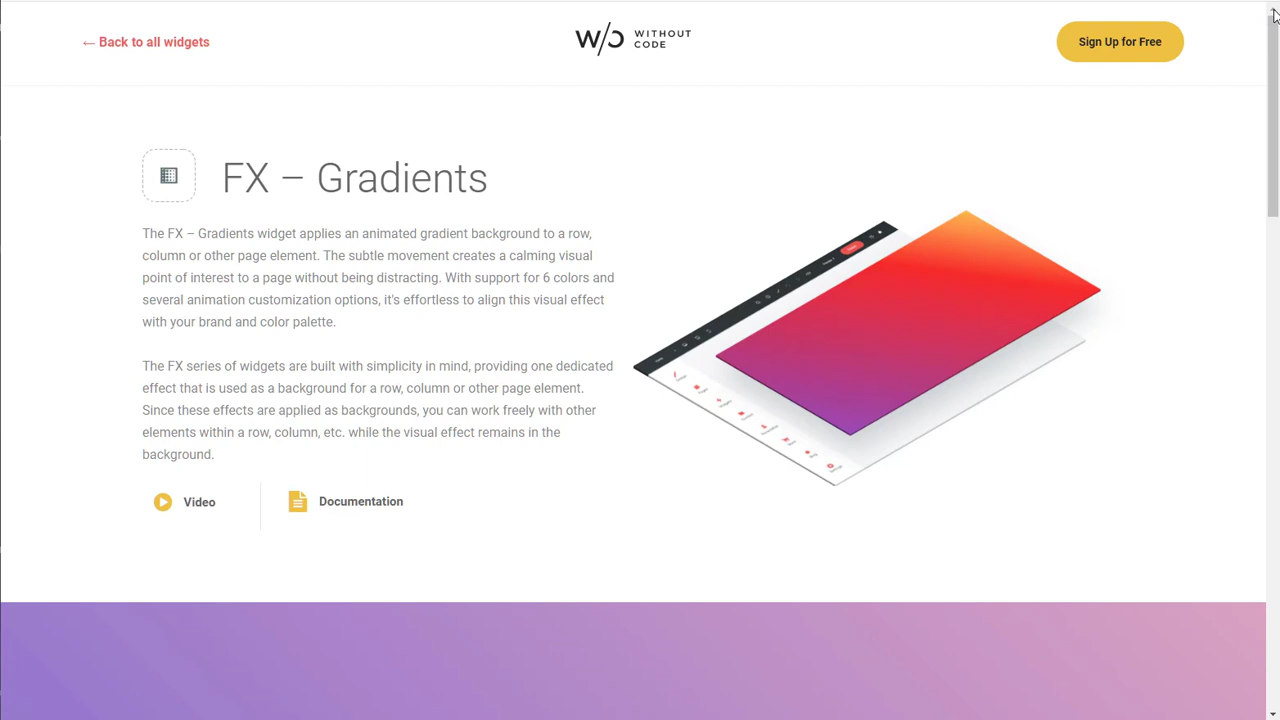 ← Back to all widgets
W/O WITHOUT
CODE
Sign Up for Free
FX – Gradients
The FX – Gradients widget applies an animated gradient background to a row,
column or other page element. The subtle movement creates a calming visual
point of interest to a page without being distracting. With support for 6 colors and
several animation customization options, it's effortless to align this visual effect
with your brand and color palette.
The FX series of widgets are built with simplicity in mind, providing one dedicated
effect that is used as a background for a row, column or other page element.
Since these effects are applied as backgrounds, you can work freely with other
elements within a row, column, etc. while the visual effect remains in the
background.
Video
Documentation